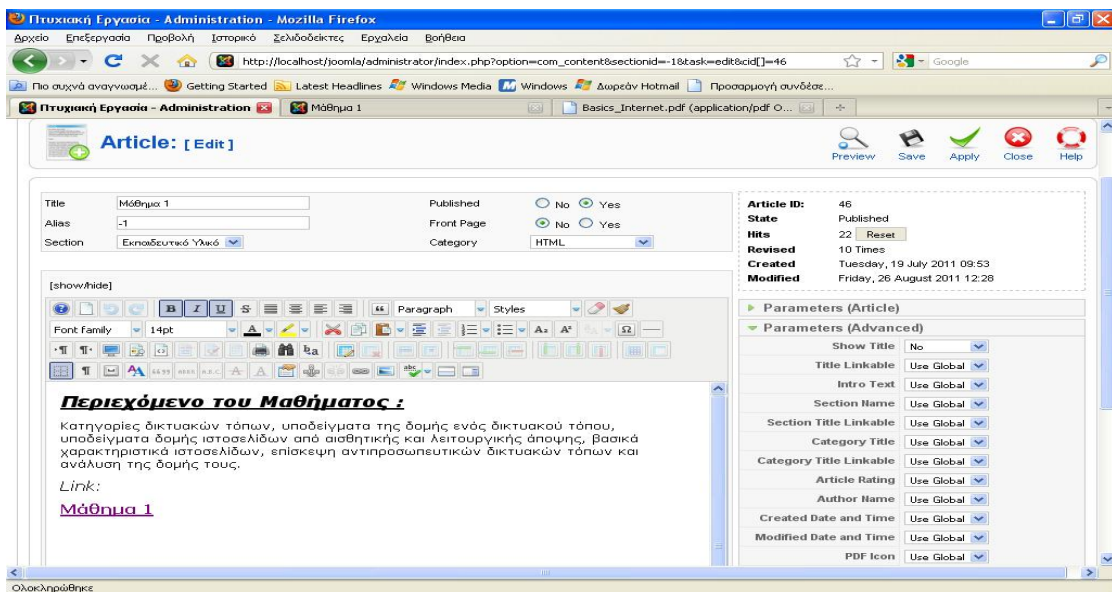 Πτυχιακή Εργασία - Administration - Mozilla Firefox
Αρχείο Επεξεργασία Προβολή Ιστορικό Σελιδοδείκτες Εργαλεία Βοήθεια
http://localhost/joomla/administrator/index.php?option=com_content&sectionid=-1&task=edit&cid[]=46
Google
Πιο συχνά αναγνωσμέ... Getting Started Latest Headlines Windows Media Windows Δωρεάν Hotmail Προσαρμογή συνδέσε...
Πτυχιακή Εργασία - Administration Μάθημα 1 Basics_Internet.pdf (application/pdf O...
Article: [ Edit ]
Preview Save Apply Close Help
Title Μάθημα 1 Published No Yes
Alias -1 Front Page No Yes
Section Εκπαιδευτικό Υλικό Category HTML
Article ID: 46
State Published
Hits 22 Reset
Revised 10 Times
Created Tuesday, 19 July 2011 09:53
Modified Friday, 26 August 2011 12:28
[show/hide]
B I U S Paragraph Styles
Font family 14pt
Περιεχόμενο του Μαθήματος :
Κατηγορίες δικτυακών τόπων, υποδείγματα της δομής ενός δικτυακού τόπου,
υποδείγματα δομής ιστοσελίδων από αισθητικής και λειτουργικής άποψης, βασικά
χαρακτηριστικά ιστοσελίδων, επίσκεψη αντιπροσωπευτικών δικτυακών τόπων και
ανάλυση της δομής τους.
Link:
Μάθημα 1
Parameters (Article)
Parameters (Advanced)
Show Title No
Title Linkable Use Global
Intro Text Use Global
Section Name Use Global
Section Title Linkable Use Global
Category Title Use Global
Category Title Linkable Use Global
Article Rating Use Global
Author Name Use Global
Created Date and Time Use Global
Modified Date and Time Use Global
PDF Icon Use Global
Ολοκληρώθηκε